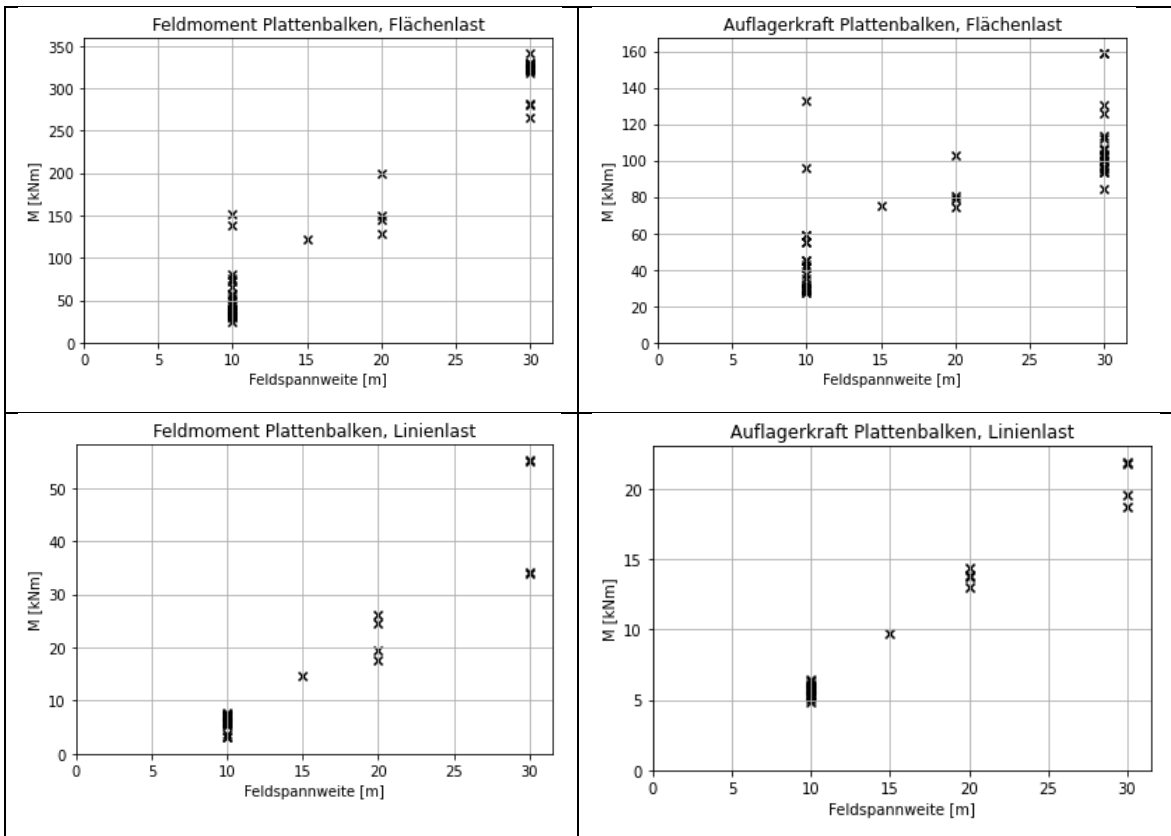 Feldmoment Plattenbalken, Flächenlast
350
300
250
200
150
100
50
0
M [kNm]
0 5 10 15 20 25 30
Feldspannweite [m]
Auflagerkraft Plattenbalken, Flächenlast
160
140
120
100
80
60
40
20
0
M [kNm]
0 5 10 15 20 25 30
Feldspannweite [m]
Feldmoment Plattenbalken, Linienlast
50
40
30
20
10
0
M [kNm]
0 5 10 15 20 25 30
Feldspannweite [m]
Auflagerkraft Plattenbalken, Linienlast
20
15
10
5
0
M [kNm]
0 5 10 15 20 25 30
Feldspannweite [m]